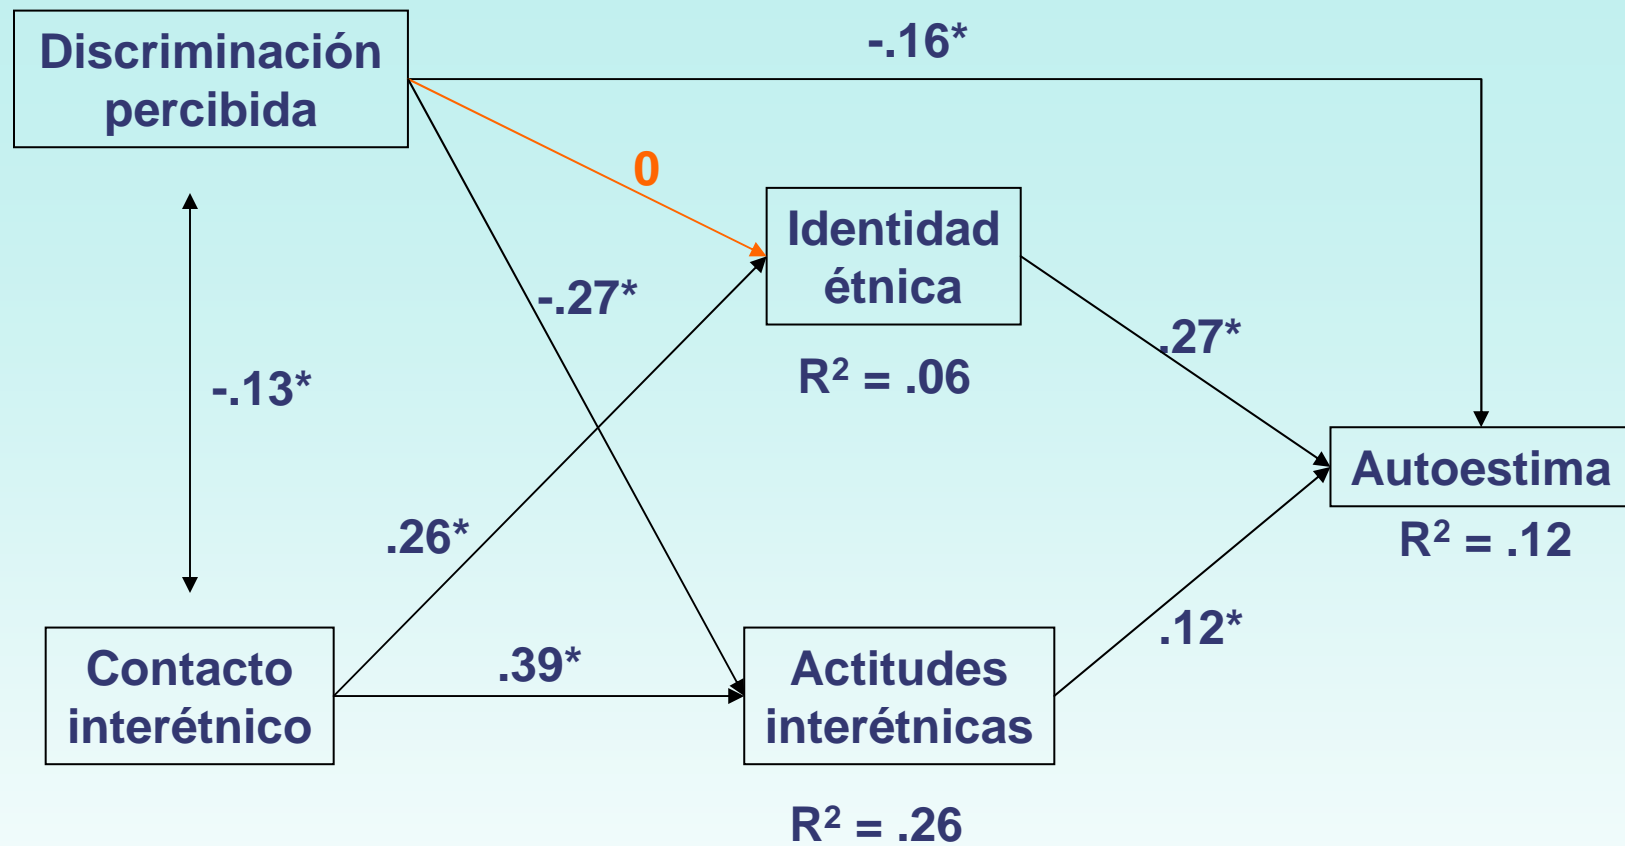 Discriminación
percibida
-.16*
0
Identidad
étnica
-.27*
R² = .06
.27*
-.13*
Autoestima
R² = .12
.26*
.12*
Contacto
interétnico
.39*
Actitudes
interétnicas
R² = .26